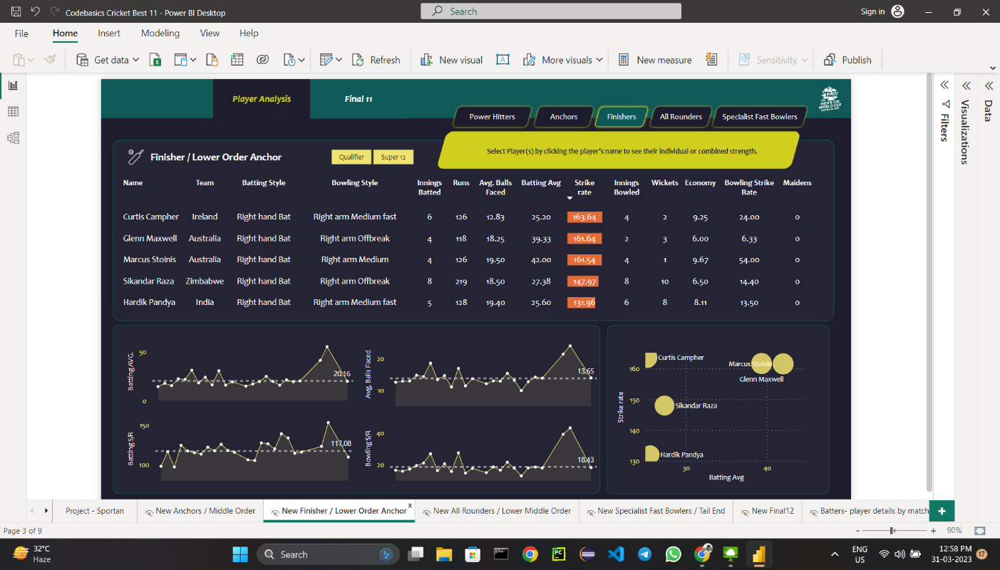 Codebasics Cricket Best 11 - Power BI Desktop
Search
Sign in
File Home Insert Modeling View Help
Get data Refresh New visual More visuals New measure Sensitivity Publish
Player Analysis Final 11
MEN'S T20
WORLD CUP
Power Hitters Anchors Finishers All Rounders Specialist Fast Bowlers
Finisher / Lower Order Anchor Qualifier Super 12
Select Player(s) by clicking the player's name to see their individual or combined strength.
Name Team Batting Style Bowling Style Innings Batted Runs Avg. Balls Faced Batting Avg Strike rate Innings Bowled Wickets Economy Bowling Strike Rate Maidens
Curtis Campher Ireland Right hand Bat Right arm Medium fast 6 126 12.83 25.20 163.64 4 2 9.25 24.00 0
Glenn Maxwell Australia Right hand Bat Right arm Offbreak 4 118 18.25 39.33 161.64 2 3 6.00 6.33 0
Marcus Stoinis Australia Right hand Bat Right arm Medium 4 126 19.50 42.00 161.54 4 1 9.67 54.00 0
Sikandar Raza Zimbabwe Right hand Bat Right arm Offbreak 8 219 18.50 27.38 147.97 8 10 6.50 14.40 0
Hardik Pandya India Right hand Bat Right arm Medium fast 5 128 19.40 25.60 131.96 6 8 8.11 13.50 0
Batting AVG.
50
0
20.16
Avg. Balls Faced
20
10
13.65
Batting S/R
150
100
117.08
Bowling S/R
40
20
18.43
Strike rate
160
150
140
130
Curtis Campher
Marcus Stoinis
Glenn Maxwell
Sikandar Raza
Hardik Pandya
30 40
Batting Avg
Filters
Visualizations
Data
Project - Sportan New Anchors / Middle Order New Finisher / Lower Order Anchor x New All Rounders / Lower Middle Order New Specialist Fast Bowlers / Tail End New Final12 Batters- player details by match +
Page 3 of 9
- + 90%
32°C
Haze
Search
PC
ENG
US
12:58 PM
31-03-2023
17